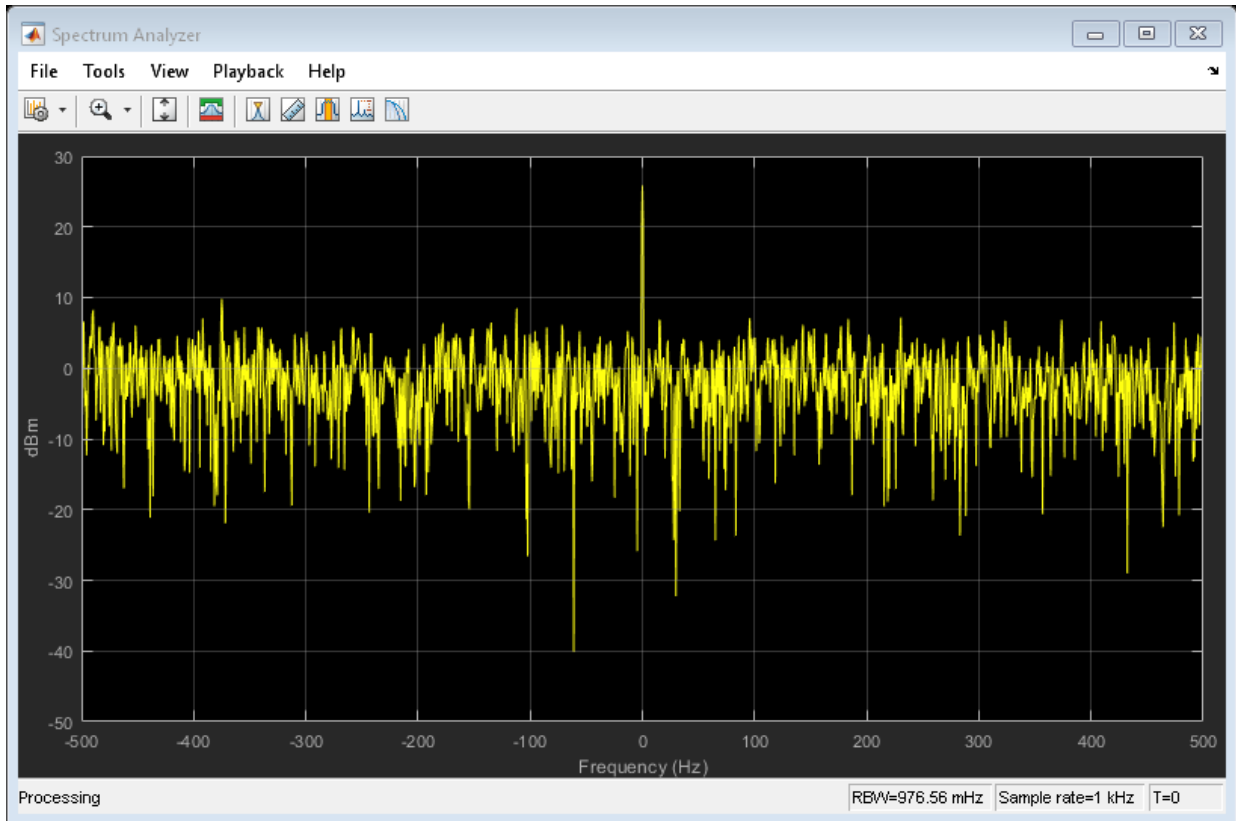 Spectrum Analyzer
File Tools View Playback Help
30
20
10
0
-10
-20
-30
-40
-50
dBm
-500 -400 -300 -200 -100 0 100 200 300 400 500
Frequency (Hz)
Processing RBW=976.56 mHz Sample rate=1 kHz T=0